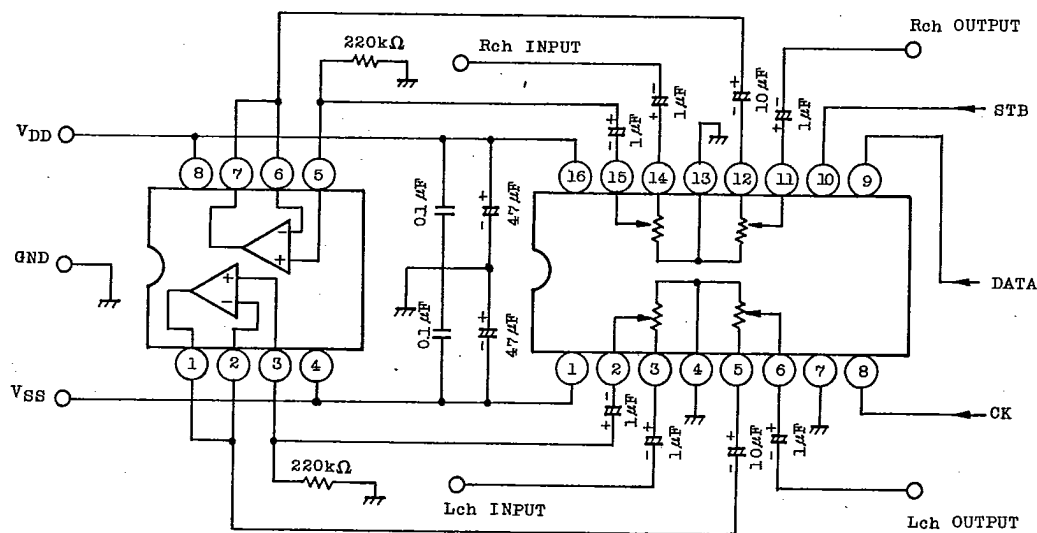 220kΩ
Rch INPUT
Rch OUTPUT
1μF
1μF
10μF
1μF
STB
VDD
8 7 6 5
16 15 14 13 12 11 10 9
0.1μF
47μF
GND
DATA
0.1μF
47μF
1 2 3 4
1 2 3 4 5 6 7 8
VSS
CK
1μF
1μF
10μF
1μF
220kΩ
Lch INPUT
Lch OUTPUT